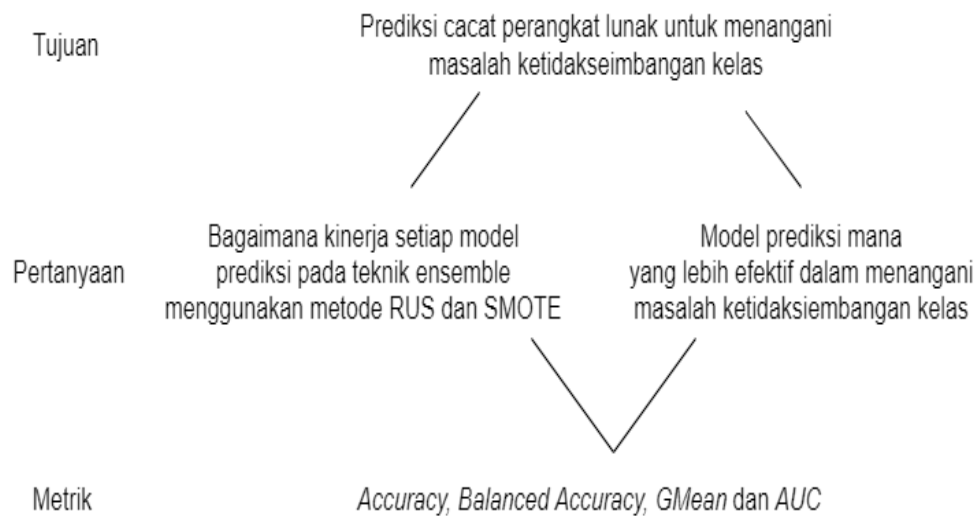 Tujuan
Prediksi cacat perangkat lunak untuk menangani
masalah ketidakseimbangan kelas
Pertanyaan
Bagaimana kinerja setiap model
prediksi pada teknik ensemble
menggunakan metode RUS dan SMOTE
Model prediksi mana
yang lebih efektif dalam menangani
masalah ketidaksiembangan kelas
Metrik
Accuracy, Balanced Accuracy, GMean dan AUC